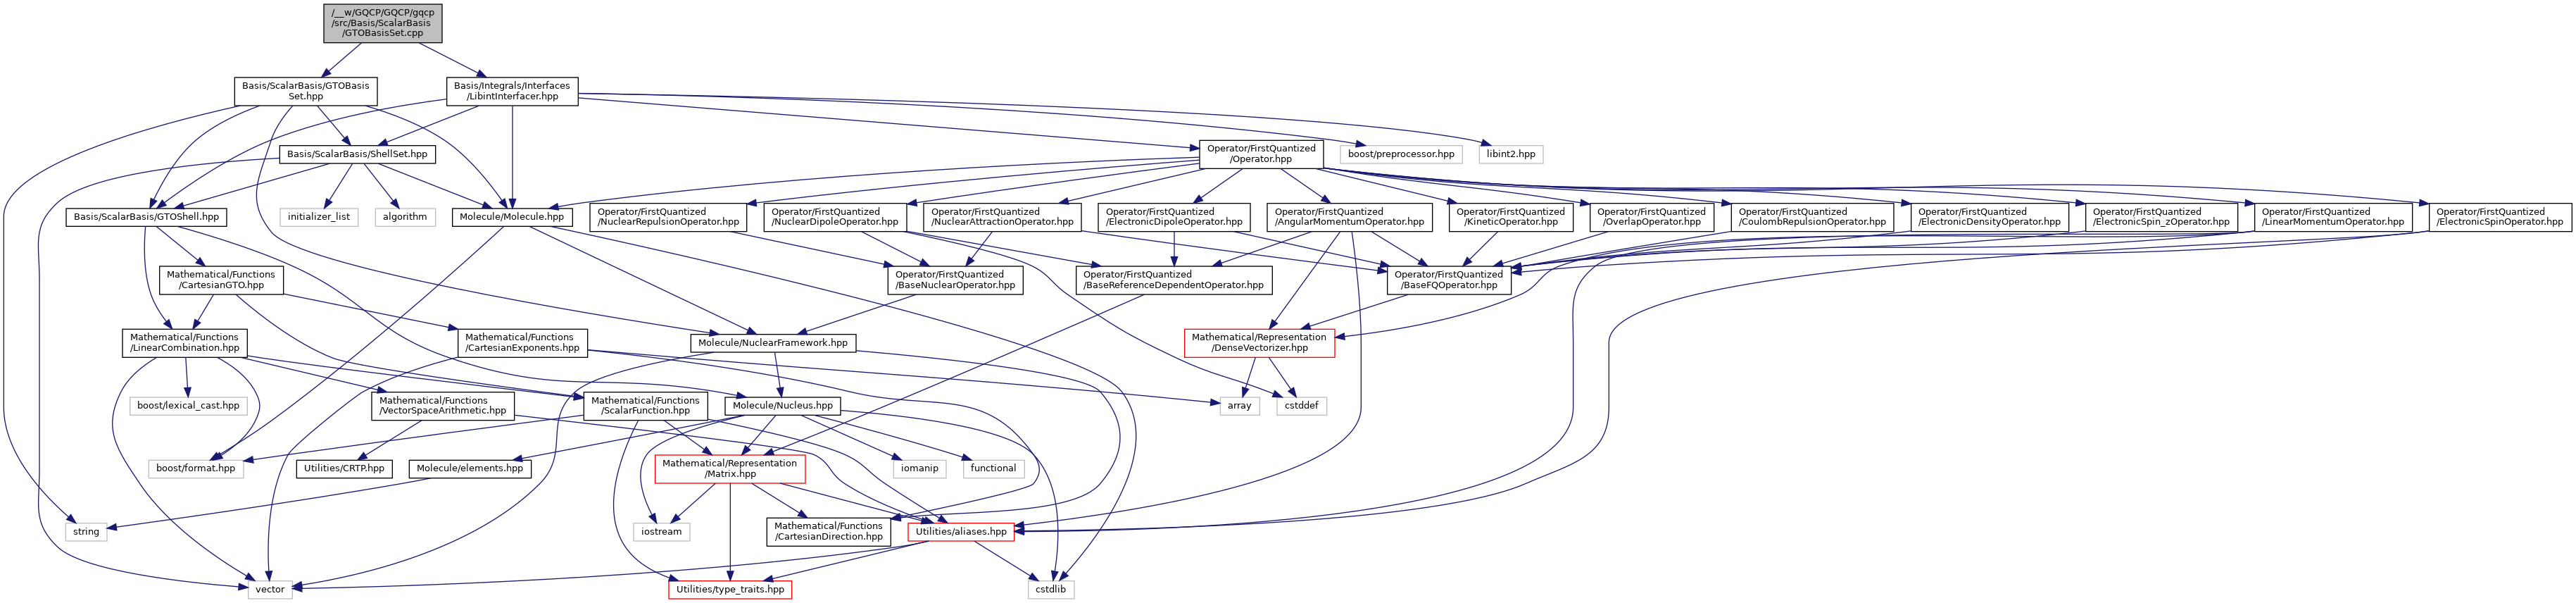 /__w/GQCP/GQCP/gqcp
/src/Basis/ScalarBasis
/GTOBasisSet.cpp
Basis/ScalarBasis/GTOBasis
Set.hpp
Basis/Integrals/Interfaces
/LibintInterfacer.hpp
Basis/ScalarBasis/ShellSet.hpp
Operator/FirstQuantized
/Operator.hpp
boost/preprocessor.hpp
libint2.hpp
Basis/ScalarBasis/GTOShell.hpp
initializer_list
algorithm
Molecule/Molecule.hpp
Operator/FirstQuantized
/NuclearRepulsionOperator.hpp
Operator/FirstQuantized
/NuclearDipoleOperator.hpp
Operator/FirstQuantized
/NuclearAttractionOperator.hpp
Operator/FirstQuantized
/ElectronicDipoleOperator.hpp
Operator/FirstQuantized
/AngularMomentumOperator.hpp
Operator/FirstQuantized
/KineticOperator.hpp
Operator/FirstQuantized
/OverlapOperator.hpp
Operator/FirstQuantized
/CoulombRepulsionOperator.hpp
Operator/FirstQuantized
/ElectronicDensityOperator.hpp
Operator/FirstQuantized
/ElectronicSpin_zOperator.hpp
Operator/FirstQuantized
/LinearMomentumOperator.hpp
Operator/FirstQuantized
/ElectronicSpinOperator.hpp
Mathematical/Functions
/CartesianGTO.hpp
Operator/FirstQuantized
/BaseNuclearOperator.hpp
Operator/FirstQuantized
/BaseReferenceDependentOperator.hpp
Operator/FirstQuantized
/BaseFQOperator.hpp
Mathematical/Functions
/LinearCombination.hpp
Mathematical/Functions
/CartesianExponents.hpp
Molecule/NuclearFramework.hpp
Mathematical/Representation
/DenseVectorizer.hpp
boost/lexical_cast.hpp
Mathematical/Functions
/VectorSpaceArithmetic.hpp
Mathematical/Functions
/ScalarFunction.hpp
Molecule/Nucleus.hpp
array
cstddef
boost/format.hpp
Utilities/CRTP.hpp
Molecule/elements.hpp
Mathematical/Representation
/Matrix.hpp
iomanip
functional
string
iostream
Mathematical/Functions
/CartesianDirection.hpp
Utilities/aliases.hpp
vector
Utilities/type_traits.hpp
cstdlib